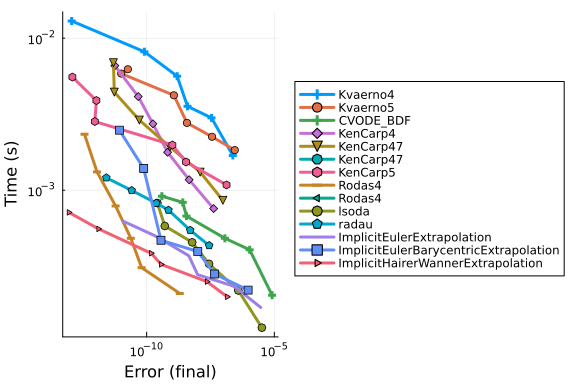 Time (s)
10⁻²
10⁻³
10⁻¹⁰
10⁻⁵
Error (final)
Kvaerno4
Kvaerno5
CVODE_BDF
KenCarp4
KenCarp47
KenCarp47
KenCarp5
Rodas4
Rodas4
lsoda
radau
ImplicitEulerExtrapolation
ImplicitEulerBarycentricExtrapolation
ImplicitHairerWannerExtrapolation